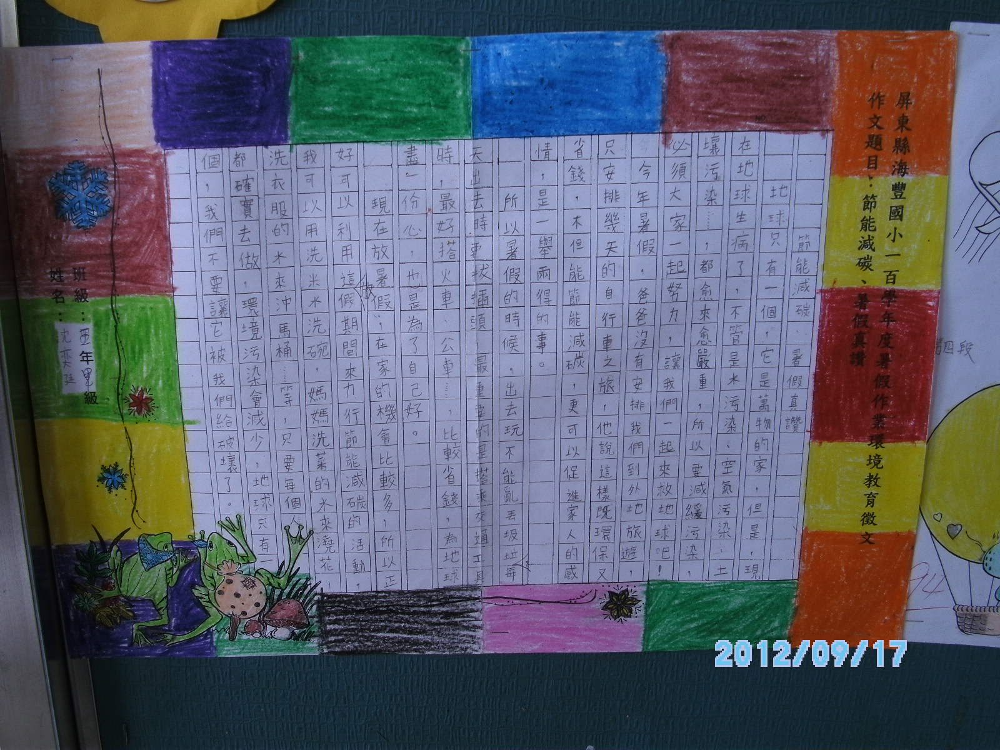 屏東縣海豐國小一百學年度暑假作業環境教育徵文
作文題目：節能減碳、暑假真讚
節能減碳、暑假真讚
地球只有一個，它是萬物的家，但是，現
在地球生病了，不管是水污染、空氣污染、土
壤污染……都愈來愈嚴重，所以要減緩污染，
必須大家一起努力，讓我們一起來救地球吧！
今年暑假，爸爸沒有安排我們到外地旅遊，
只安排幾天的自行車之旅，他說這樣既環保又
省錢，不但能節能減碳，更可以促進家人的感
情，是一舉兩得的事。
所以暑假的時候，出去玩不能亂丟圾垃每
天出去時要拔插頭，最重要的是搭乘交通工具
時，最好搭火車、公車……，比較省錢，為地球
盡一份心，也是為了自己好。
現在放暑假，在家的機會比較多，所以正
好可以利用這放假期間來力行節能減碳的活動，
我可以用洗米水洗碗，媽媽洗菜的水來澆花，
洗衣服的水來沖馬桶……等，只要每個人
都確實去做，環境污染會減少，地球只有一
個，我們不要讓它被我們給破壞了。
班級：四年甲級
姓名：沈奕廷
四段
94
2012/09/17